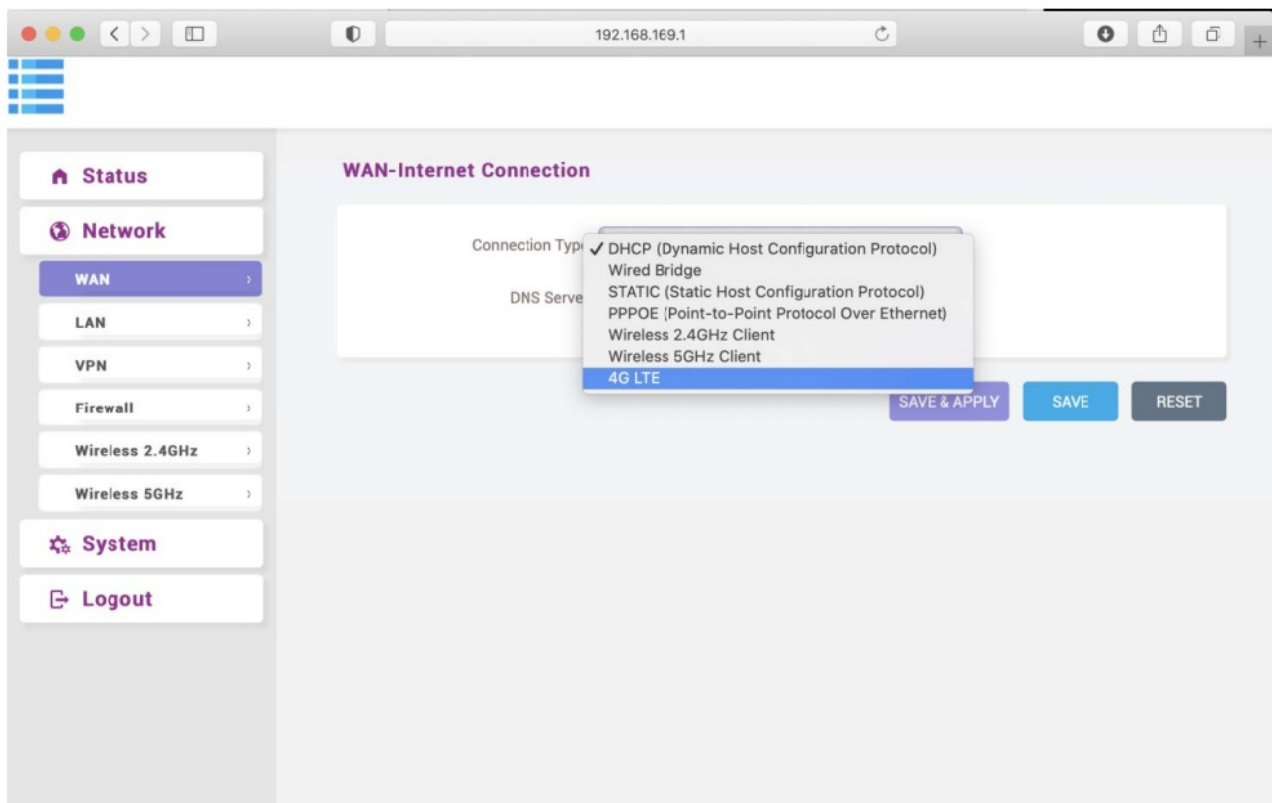 192.168.169.1
Status
Network
WAN
LAN
VPN
Firewall
Wireless 2.4GHz
Wireless 5GHz
System
Logout
WAN-Internet Connection
Connection Type
✓ DHCP (Dynamic Host Configuration Protocol)
Wired Bridge
DNS Serve
STATIC (Static Host Configuration Protocol)
PPPOE (Point-to-Point Protocol Over Ethernet)
Wireless 2.4GHz Client
Wireless 5GHz Client
4G LTE
SAVE & APPLY
SAVE
RESET